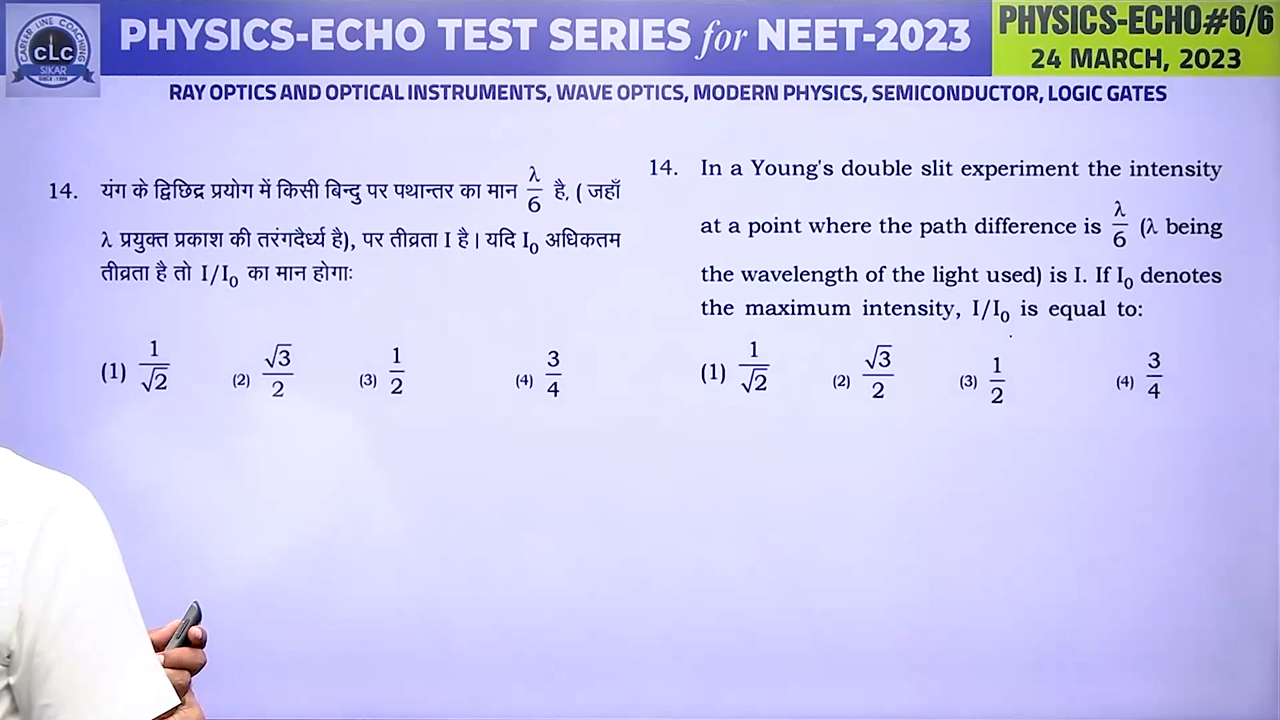 CAREER LINE COACHING
CLC
SIKAR
SINCE : 1996
PHYSICS-ECHO TEST SERIES for NEET-2023
PHYSICS-ECHO#6/6
24 MARCH, 2023
RAY OPTICS AND OPTICAL INSTRUMENTS, WAVE OPTICS, MODERN PHYSICS, SEMICONDUCTOR, LOGIC GATES
14. यंग के द्विछिद्र प्रयोग में किसी बिन्दु पर पथान्तर का मान λ/6 है, ( जहाँ
λ प्रयुक्त प्रकाश की तरंगदैर्ध्य है), पर तीव्रता I है। यदि I₀ अधिकतम
तीव्रता है तो I/I₀ का मान होगाः
(1) 1/√2 (2) √3/2 (3) 1/2 (4) 3/4
14. In a Young's double slit experiment the intensity
at a point where the path difference is λ/6 (λ being
the wavelength of the light used) is I. If I₀ denotes
the maximum intensity, I/I₀ is equal to:
(1) 1/√2 (2) √3/2 (3) 1/2 (4) 3/4